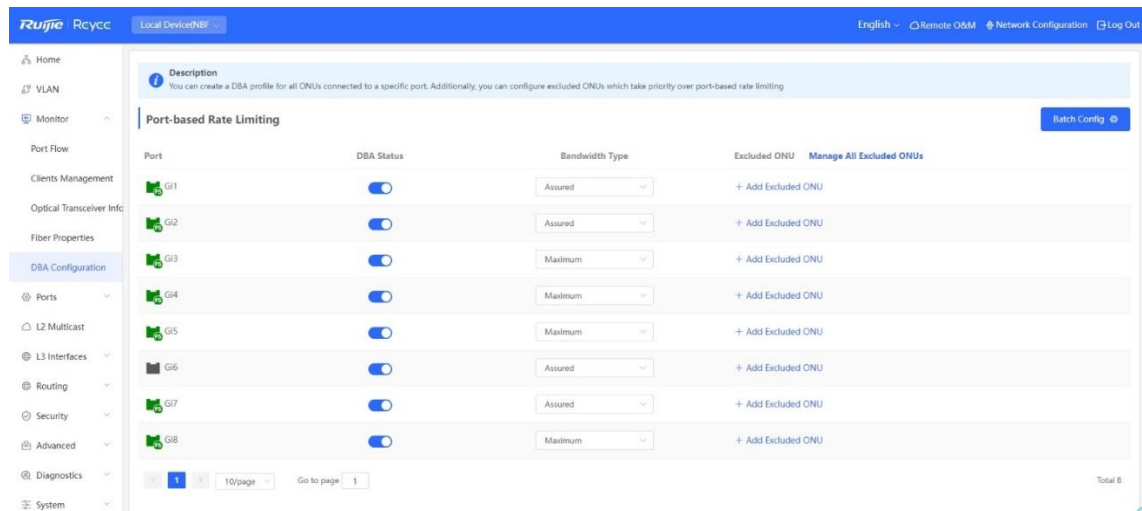 Ruijie Rcycc Local Device(NBF English Remote O&M Network Configuration Log Out
Home
VLAN
Monitor
Port Flow
Clients Management
Optical Transceiver Info
Fiber Properties
DBA Configuration
Ports
L2 Multicast
L3 Interfaces
Routing
Security
Advanced
Diagnostics
System
Description
You can create a DBA profile for all ONUs connected to a specific port. Additionally, you can configure excluded ONUs which take priority over port-based rate limiting
Port-based Rate Limiting Batch Config
Port DBA Status Bandwidth Type Excluded ONU Manage All Excluded ONUs
GI1 Assured + Add Excluded ONU
GI2 Assured + Add Excluded ONU
GI3 Maximum + Add Excluded ONU
GI4 Maximum + Add Excluded ONU
GI5 Maximum + Add Excluded ONU
GI6 Assured + Add Excluded ONU
GI7 Assured + Add Excluded ONU
GI8 Maximum + Add Excluded ONU
< 1 > 10/page Go to page 1 Total 8